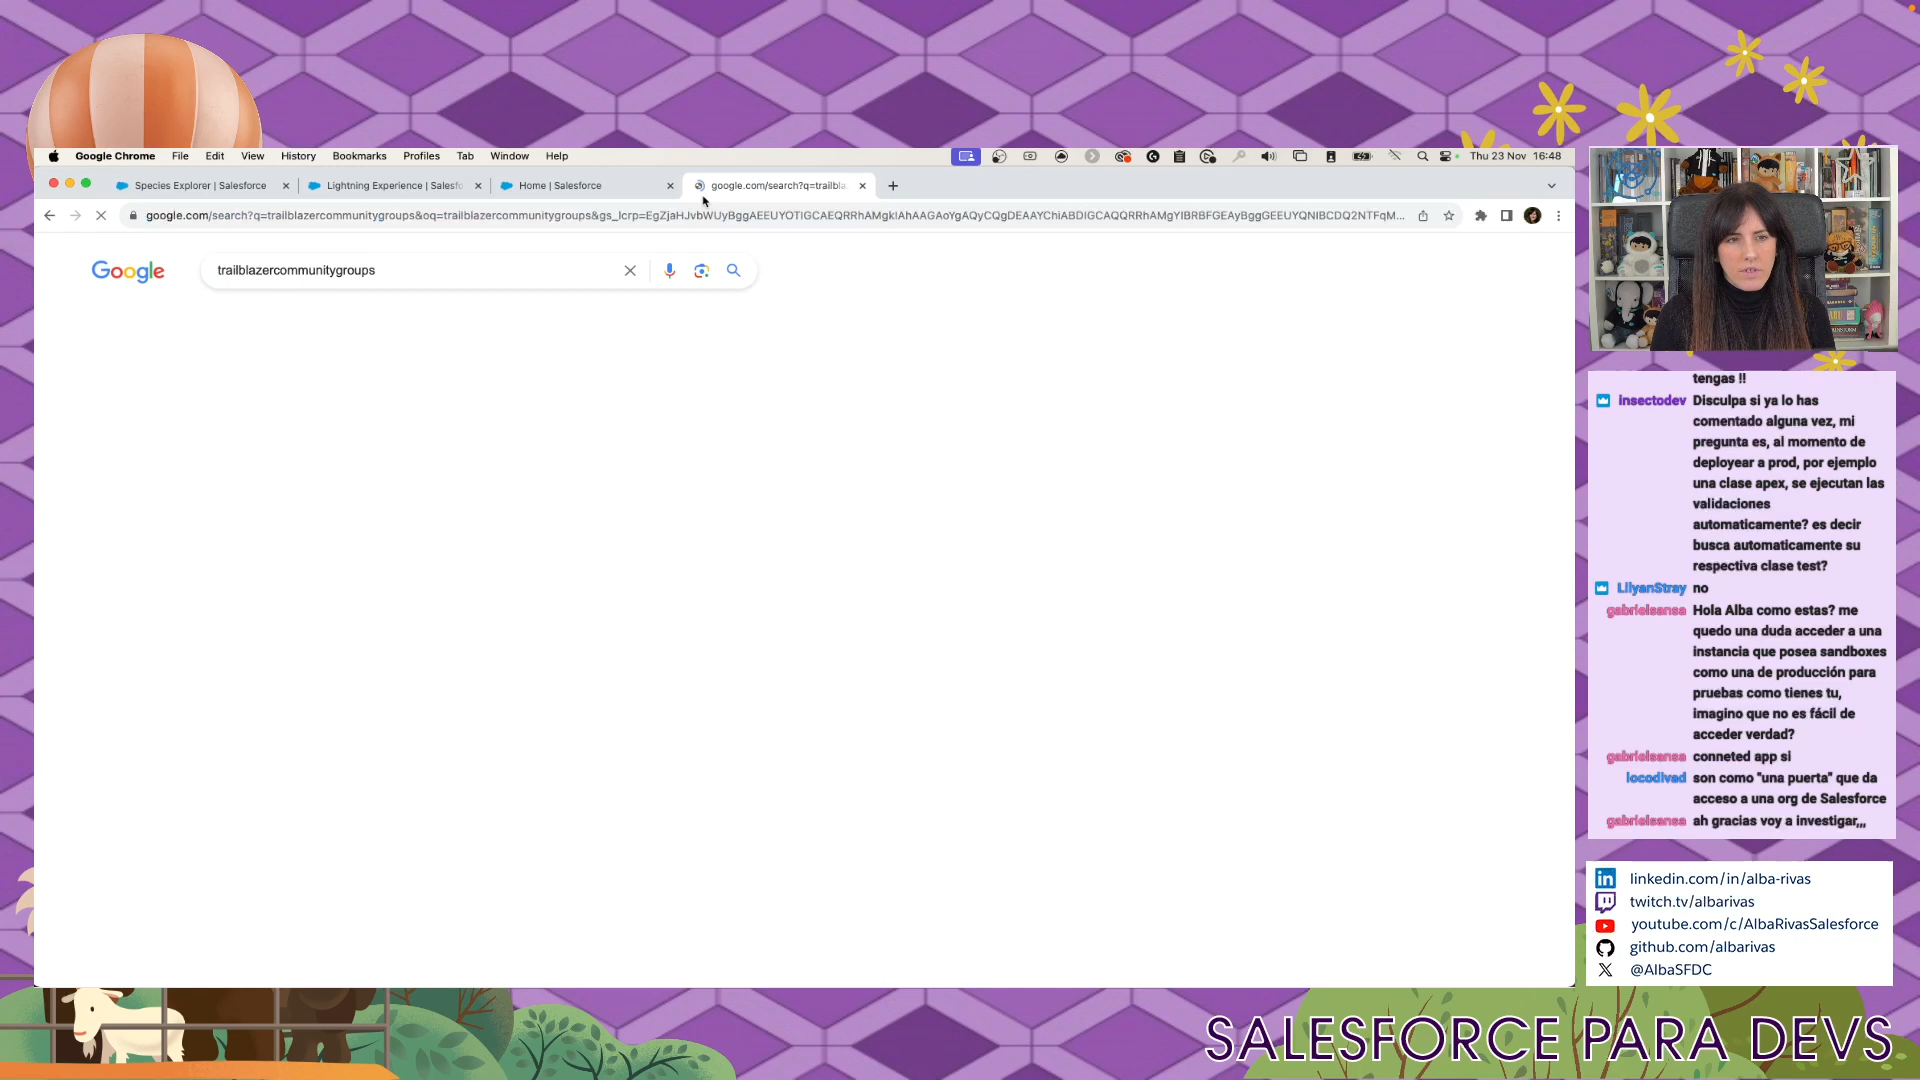 Google Chrome File Edit View History Bookmarks Profiles Tab Window Help Thu 23 Nov 16:48
Species Explorer | Salesforce
Lightning Experience | Salesfo
Home | Salesforce
google.com/search?q=trailbla
google.com/search?q=trailblazercommunitygroups&oq=trailblazercommunitygroups&gs_lcrp=
Google
trailblazercommunitygroups
tengas !!
insectodev Disculpa si ya lo has
comentado alguna vez, mi
pregunta es, al momento de
deployear a prod, por ejemplo
una clase apex, se ejecutan las
validaciones
automaticamente? es decir
busca automaticamente su
respectiva clase test?
LilyanStray no
gabrielsansa Hola Alba como estas? me
quedo una duda acceder a una
instancia que posea sandboxes
como una de producción para
pruebas como tienes tu,
imagino que no es fácil de
acceder verdad?
gabrielsansa conneted app si
locodivad son como "una puerta" que da
acceso a una org de Salesforce
gabrielsansa ah gracias voy a investigar,,,
linkedin.com/in/alba-rivas
twitch.tv/albarivas
youtube.com/c/AlbaRivasSalesforce
github.com/albarivas
@AlbaSFDC
SALESFORCE PARA DEVS